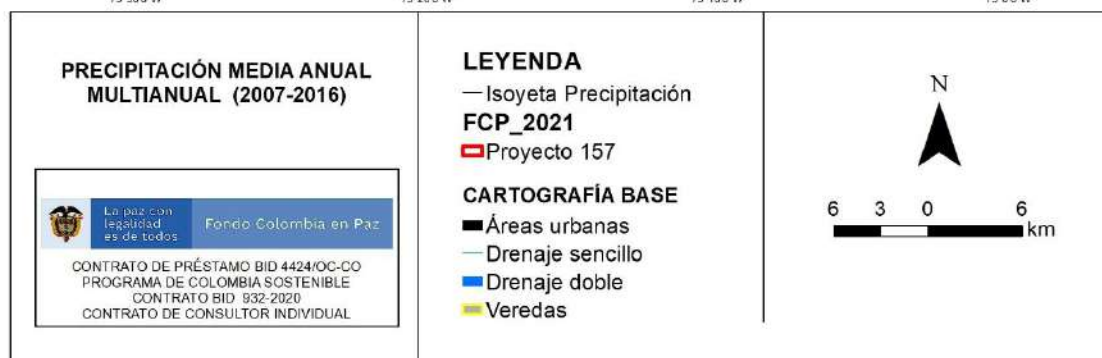 PRECIPITACIÓN MEDIA ANUAL
MULTIANUAL (2007-2016)
La paz con
legalidad
es de todos
Fondo Colombia en Paz
CONTRATO DE PRÉSTAMO BID 4424/OC-CO
PROGRAMA DE COLOMBIA SOSTENIBLE
CONTRATO BID 932-2020
CONTRATO DE CONSULTOR INDIVIDUAL
LEYENDA
Isoyeta Precipitación
FCP_2021
Proyecto 157
CARTOGRAFÍA BASE
Áreas urbanas
Drenaje sencillo
Drenaje doble
Veredas
N
6 3 0 6
km